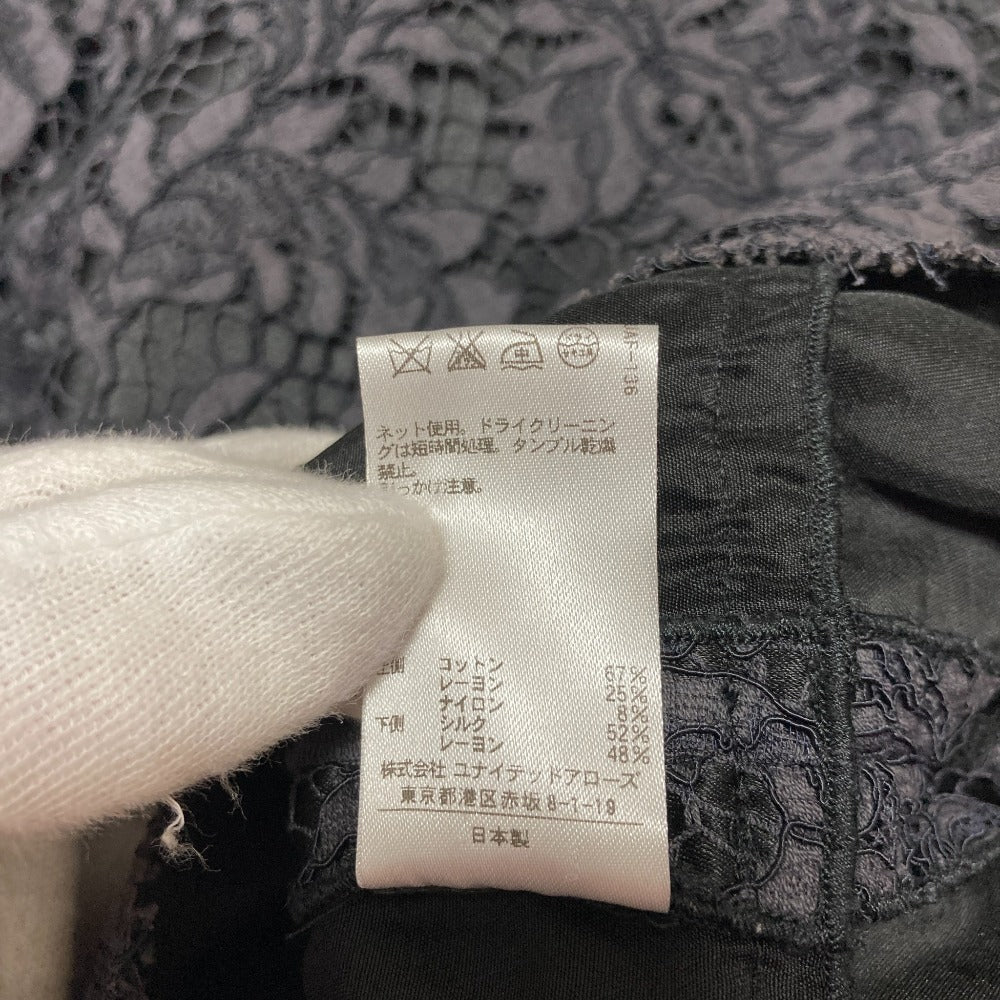 中
ネット使用。ドライクリーニン
グは短時間処理。タンブル乾燥
禁止。
引っかけ注意。
上側 コットン 67%
レーヨン 25%
ナイロン 8%
下側 シルク 52%
レーヨン 48%
株式会社 ユナイテッドアローズ
東京都港区赤坂8-1-19
日本製